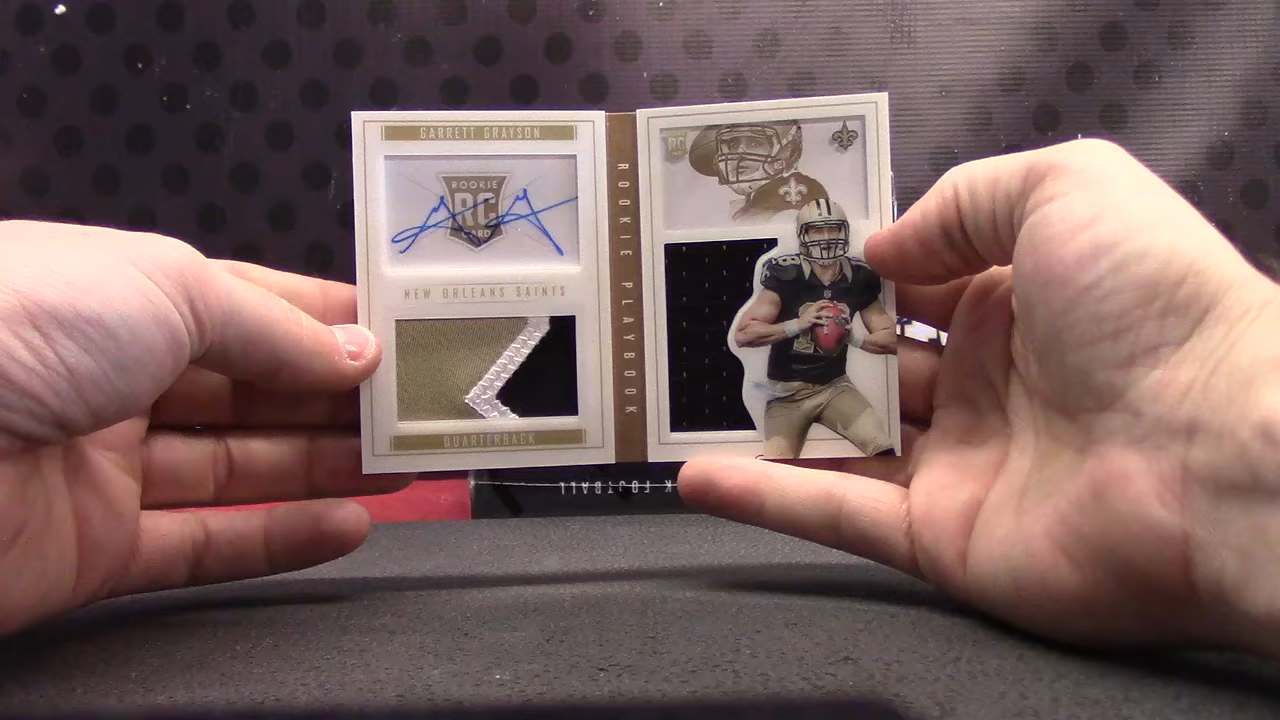 GARRETT GRAYSON
ROOKIE
RC
CARD
NEW ORLEANS SAINTS
QUARTERBACK
ROOKIE PLAYBOOK
RC
18
K FOOTBALL